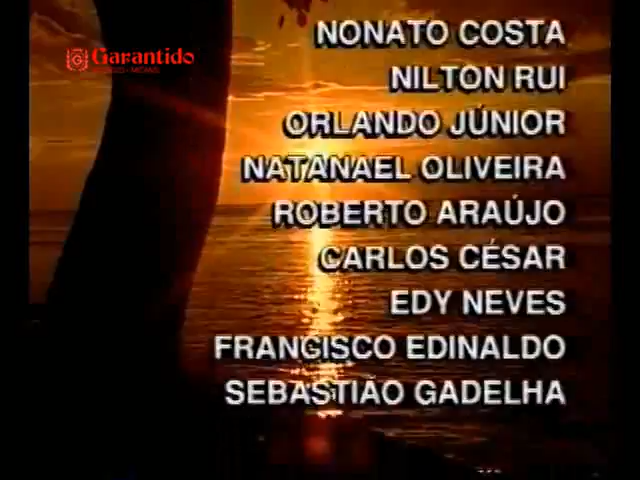 NONATO COSTA
Garantido
NILTON RUI
ORLANDO JÚNIOR
NATANAEL OLIVEIRA
ROBERTO ARAÚJO
CARLOS CÉSAR
EDY NEVES
FRANCISCO EDINALDO
SEBASTIÃO GADELHA